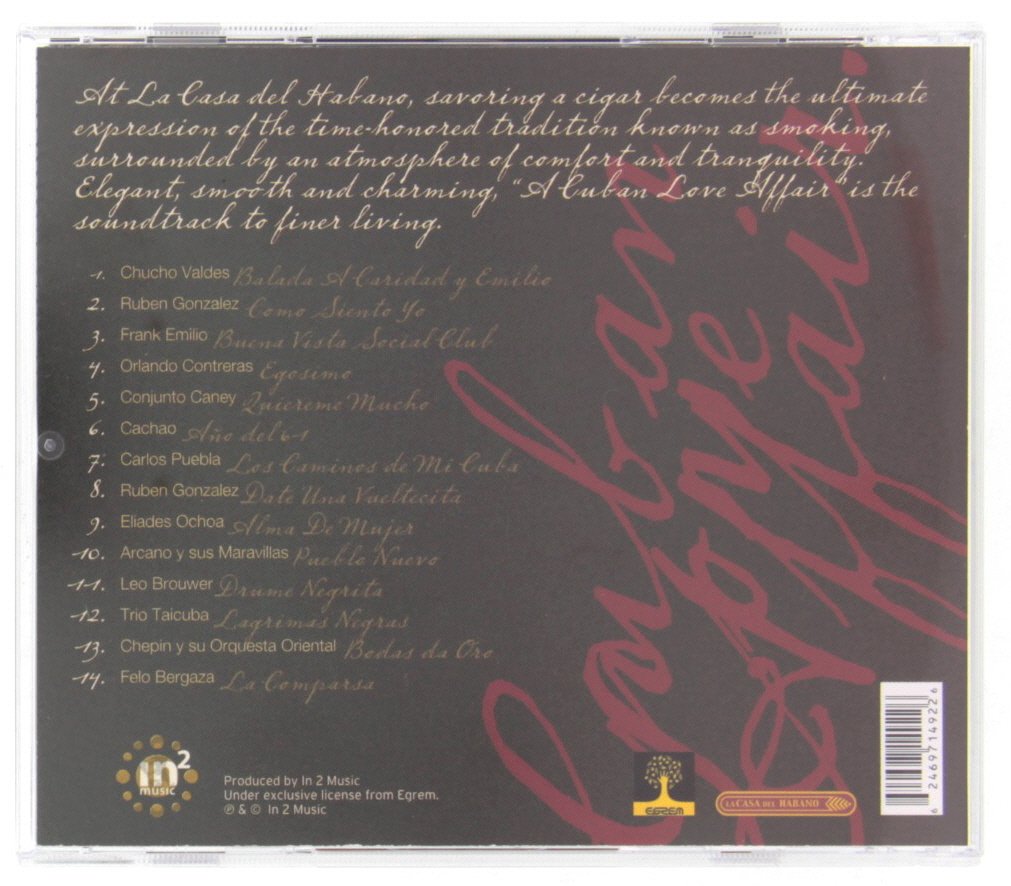 At La Casa del Habano, savoring a cigar becomes the ultimate
expression of the time-honored tradition known as smoking,
surrounded by an atmosphere of comfort and tranquility.
Elegant, smooth and charming, "A Cuban Love Affair" is the
soundtrack to finer living.
1. Chucho Valdes Balada A Caridad y Emilio
2. Ruben Gonzalez Como Siento Yo
3. Frank Emilio Buena Vista Social Club
4. Orlando Contreras Egosimo
5. Conjunto Caney Quiereme Mucho
6. Cachao Año del 61
7. Carlos Puebla Los Caminos de Mi Cuba
8. Ruben Gonzalez Date Una Vueltecita
9. Eliades Ochoa Alma De Mujer
10. Arcano y sus Maravillas Pueblo Nuevo
11. Leo Brouwer Drume Negrita
12. Trio Taicuba Lagrimas Negras
13. Chepin y su Orquesta Oriental Bodas da Oro
14. Felo Bergaza La Comparsa
in2
music
Produced by In 2 Music
Under exclusive license from Egrem.
℗ & © In 2 Music
EGREM
LA CASA DEL HABANO
6 24697149226
Cuban
Love
Affair